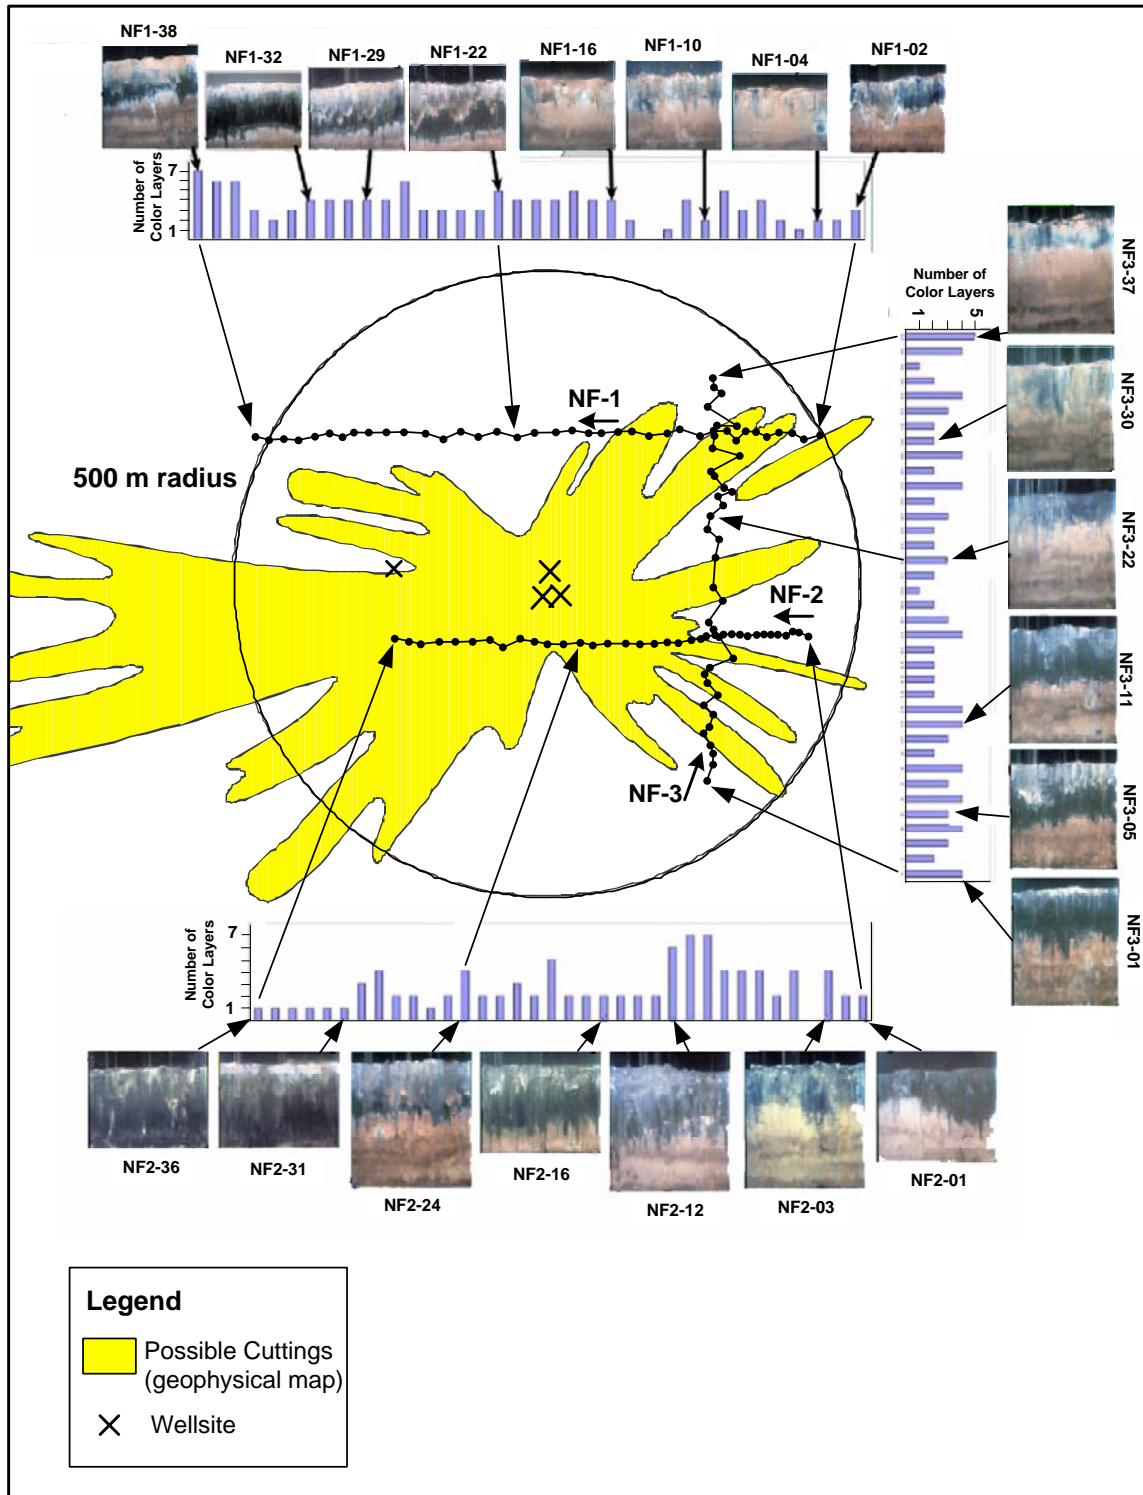 NF1-38
NF1-32
NF1-29
NF1-22
NF1-16
NF1-10
NF1-04
NF1-02
Number of
Color Layers
7
1
Number of
Color Layers
1
5
NF3-37
NF3-30
NF3-22
NF3-11
NF3-05
NF3-01
NF-1
500 m radius
NF-2
NF-3
Number of
Color Layers
7
1
NF2-36
NF2-31
NF2-24
NF2-16
NF2-12
NF2-03
NF2-01
Legend
Possible Cuttings
(geophysical map)
Wellsite